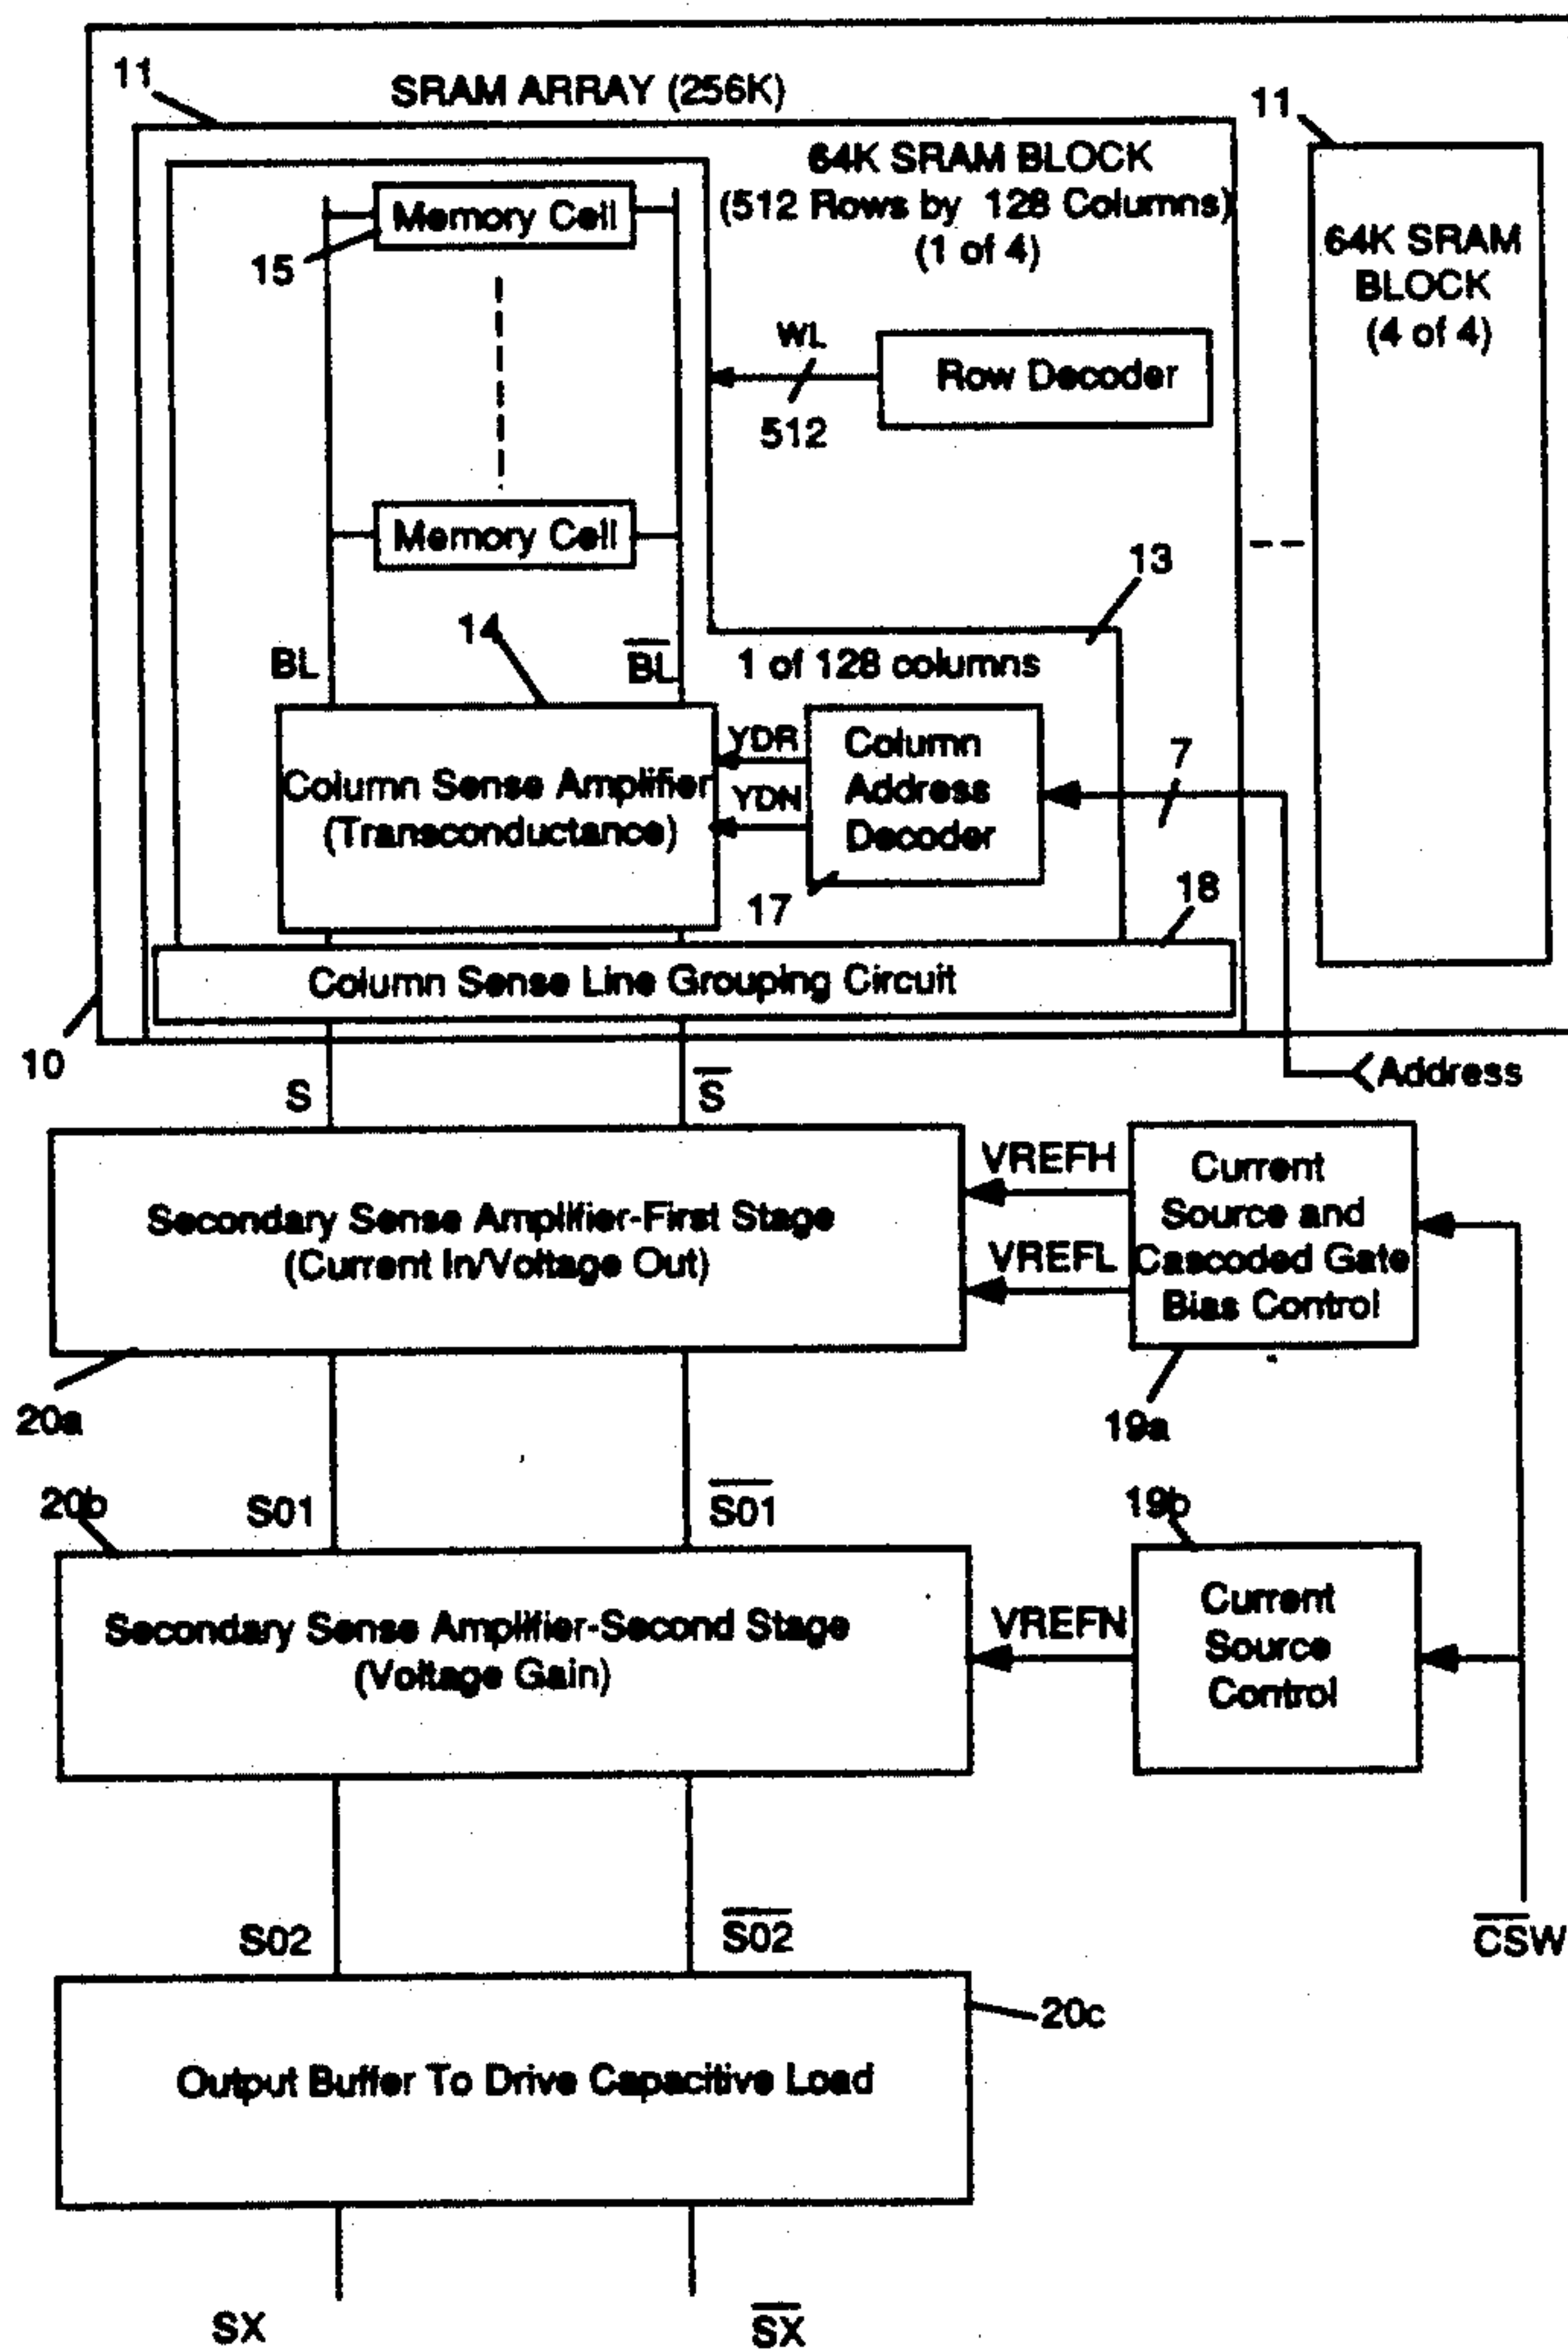 11
SRAM ARRAY (256K)
11
64K SRAM BLOCK
(512 Rows by 128 Columns)
(1 of 4)
Memory Cell
15
64K SRAM
BLOCK
(4 of 4)
WL
Row Decoder
512
Memory Cell
13
14
BL
B̅L̅
1 of 128 columns
YDR
YDN
Column
Address
Decoder
7
Column Sense Amplifier
(Transconductance)
17
18
Column Sense Line Grouping Circuit
10
Address
S
S̅
VREFH
VREFL
Current
Source and
Cascoded Gate
Bias Control
Secondary Sense Amplifier-First Stage
(Current In/Voltage Out)
20a
19a
20b
S01
S̅0̅1̅
19b
Secondary Sense Amplifier-Second Stage
(Voltage Gain)
VREFN
Current
Source
Control
S02
S̅0̅2̅
C̅S̅W
20c
Output Buffer To Drive Capacitive Load
SX
S̅X̅